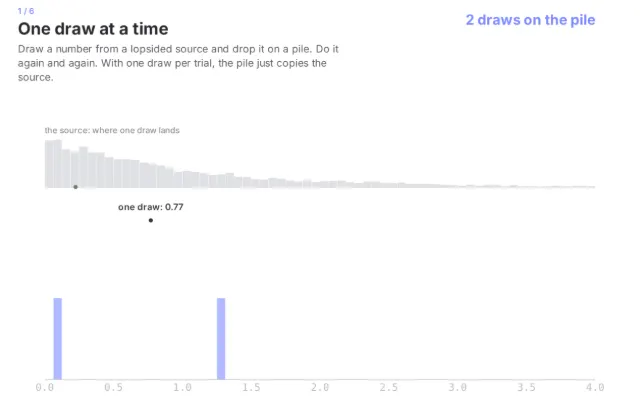 1 / 6
One draw at a time
2 draws on the pile
Draw a number from a lopsided source and drop it on a pile. Do it
again and again. With one draw per trial, the pile just copies the
source.
the source: where one draw lands
one draw: 0.77
0.0 0.5 1.0 1.5 2.0 2.5 3.0 3.5 4.0